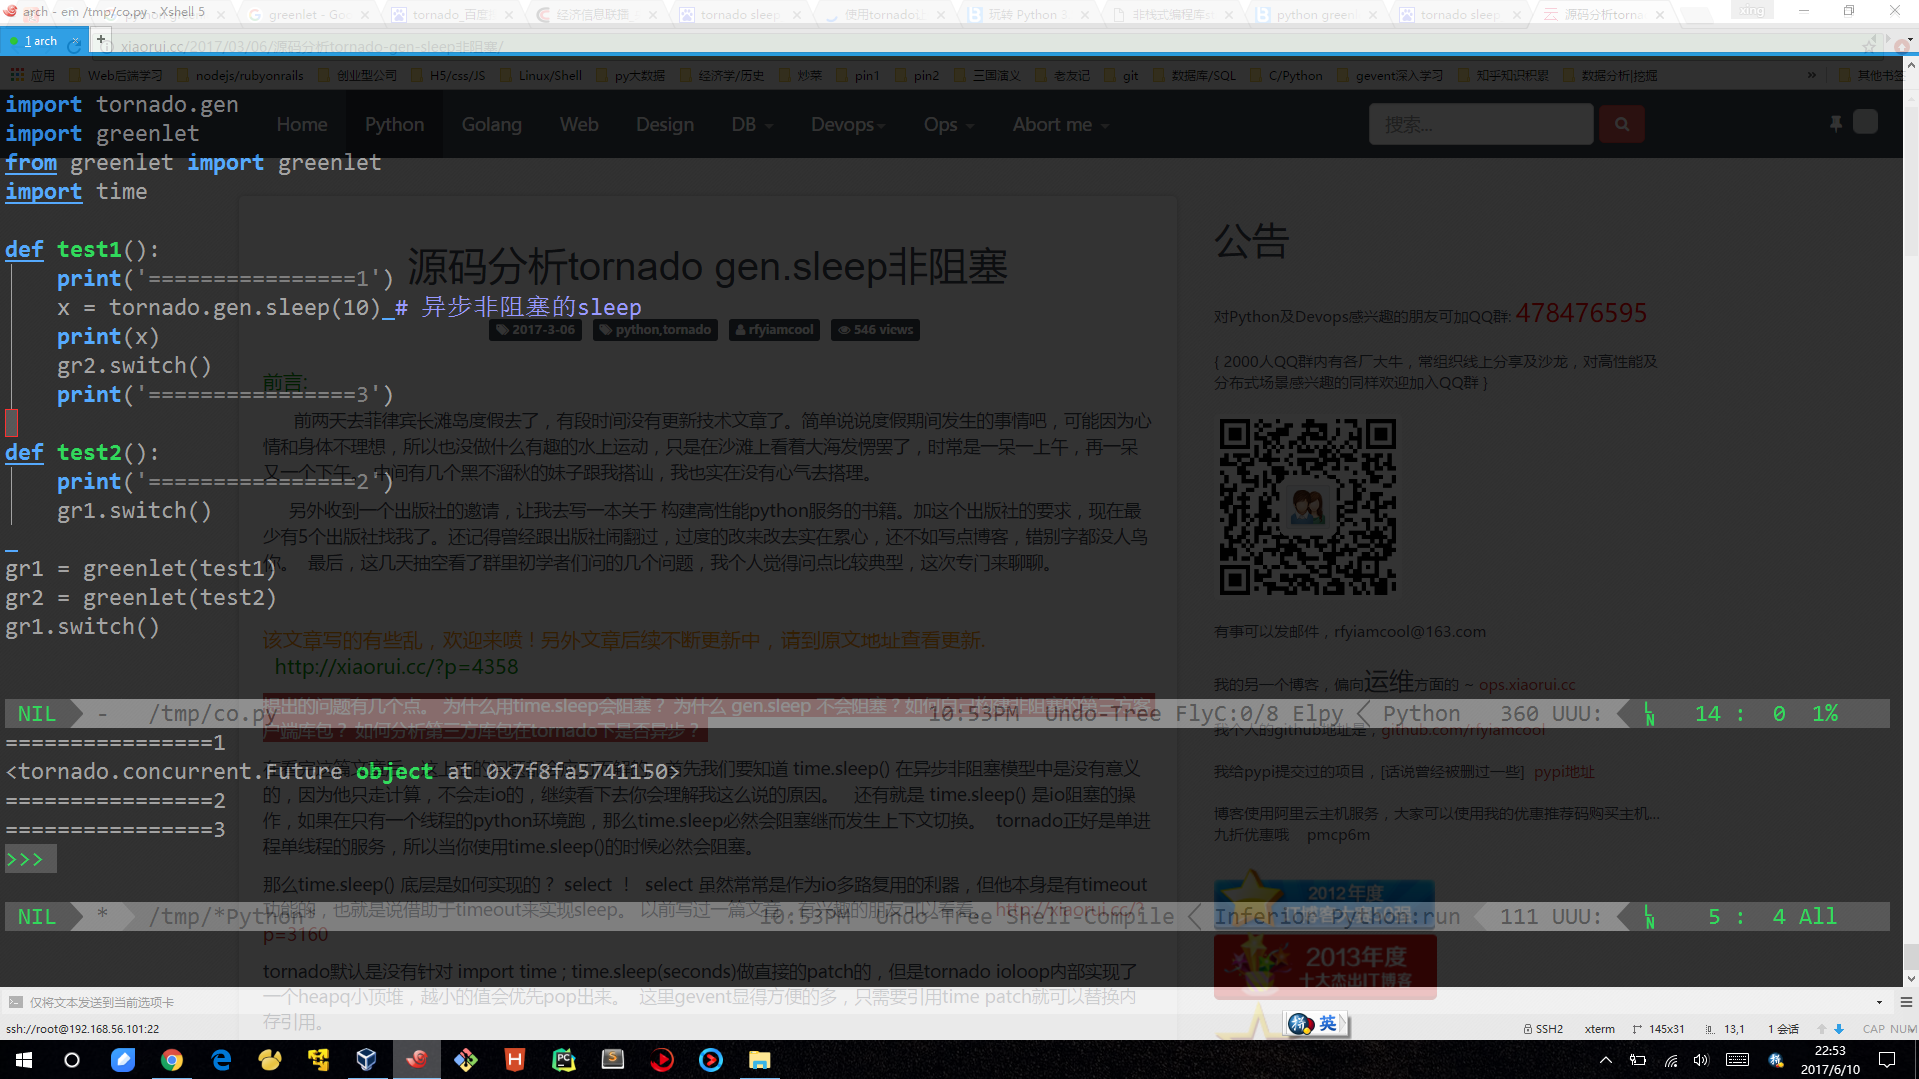 arch - em /tmp/co.py - Xshell 5
1 arch
xiaorui.cc/2017/03/06/源码分析tornado-gen-sleep非阻塞/
应用 Web后端学习 nodejs/rubyonrails 创业型公司 H5/css/JS Linux/Shell py大数据 经济学/历史 炒菜 pin1 pin2 三国演义 老友记 git 数据库/SQL C/Python gevent深入学习 知乎知识积累 数据分析|挖掘 » 其他书签
Home Python Golang Web Design DB Devops Ops Abort me 搜索...
import tornado.gen
import greenlet
from greenlet import greenlet
import time
def test1():
print('================1')
x = tornado.gen.sleep(10)_# 异步非阻塞的sleep
print(x)
gr2.switch()
print('================3')
def test2():
print('================2')
gr1.switch()
gr1 = greenlet(test1)
gr2 = greenlet(test2)
gr1.switch()
NIL - /tmp/co.py 10:53PM Undo-Tree FlyC:0/8 Elpy Python 360 UUU: LN 14 : 0 1%
================1
<tornado.concurrent.Future object at 0x7f8fa5741150>
================2
================3
>>>
NIL * /tmp/*Python* 10:53PM Undo-Tree Shell-Compile Inferior Python:run 111 UUU: LN 5 : 4 All
源码分析tornado gen.sleep非阻塞
2017-3-06 python,tornado rfyiamcool 546 views
前言:
前两天去菲律宾长滩岛度假去了，有段时间没有更新技术文章了。简单说说度假期间发生的事情吧，可能因为心
情和身体不理想，所以也没做什么有趣的水上运动，只是在沙滩上看着大海发愣罢了，时常是一呆一上午，再一呆
又一个下午。 中间有几个黑不溜秋的妹子跟我搭讪，我也实在没有心气去搭理。
另外收到一个出版社的邀请，让我去写一本关于 构建高性能python服务的书籍。加这个出版社的要求，现在最
少有5个出版社找我了。还记得曾经跟出版社闹翻过，过度的改来改去实在累心，还不如写点博客，错别字都没人鸟
你。 最后，这几天抽空看了群里初学者们问的几个问题，我个人觉得问点比较典型，这次专门来聊聊。
该文章写的有些乱，欢迎来喷！另外文章后续不断更新中，请到原文地址查看更新.
http://xiaorui.cc/?p=4358
提出的问题有几个点。 为什么用time.sleep会阻塞？ 为什么 gen.sleep 不会阻塞？如何自己构建非阻塞的第三方客
户端库包？ 如何分析第三方库包在tornado下是否异步？
首先我们要知道 time.sleep() 在异步非阻塞模型中是没有意义
的，因为他只走计算，不会走io的，继续看下去你会理解我这么说的原因。 还有就是 time.sleep() 是io阻塞的操
作，如果在只有一个线程的python环境跑，那么time.sleep必然会阻塞继而发生上下文切换。 tornado正好是单进
程单线程的服务，所以当你使用time.sleep()的时候必然会阻塞。
那么time.sleep() 底层是如何实现的？ select ！ select 虽然常常是作为io多路复用的利器，但他本身是有timeout
功能的，也就是说借助于timeout来实现sleep。 以前写过一篇文章，有兴趣的朋友可以看看。 http://xiaorui.cc/?
p=3160
tornado默认是没有针对 import time ; time.sleep(seconds)做直接的patch的，但是tornado ioloop内部实现了
一个heapq小顶堆，越小的值会优先pop出来。 这里gevent显得方便的多，只需要引用time patch就可以替换内
存引用。
公告
对Python及Devops感兴趣的朋友可加QQ群: 478476595
{ 2000人QQ群内有各厂大牛，常组织线上分享及沙龙，对高性能及
分布式场景感兴趣的同样欢迎加入QQ群 }
有事可以发邮件，rfyiamcool@163.com
我的另一个博客，偏向运维方面的 ~ ops.xiaorui.cc
我个人的github地址是，github.com/rfyiamcool
我给pypi提交过的项目，[话说曾经被删过一些] pypi地址
博客使用阿里云主机服务，大家可以使用我的优惠推荐码购买主机...
九折优惠哦 pmcp6m
2012年度
2013年度
十大杰出IT博客
仅将文本发送到当前选项卡
ssh://root@192.168.56.101:22 SSH2 xterm 145x31 13,1 1 会话 CAP NUM
拼 英
22:53
2017/6/10